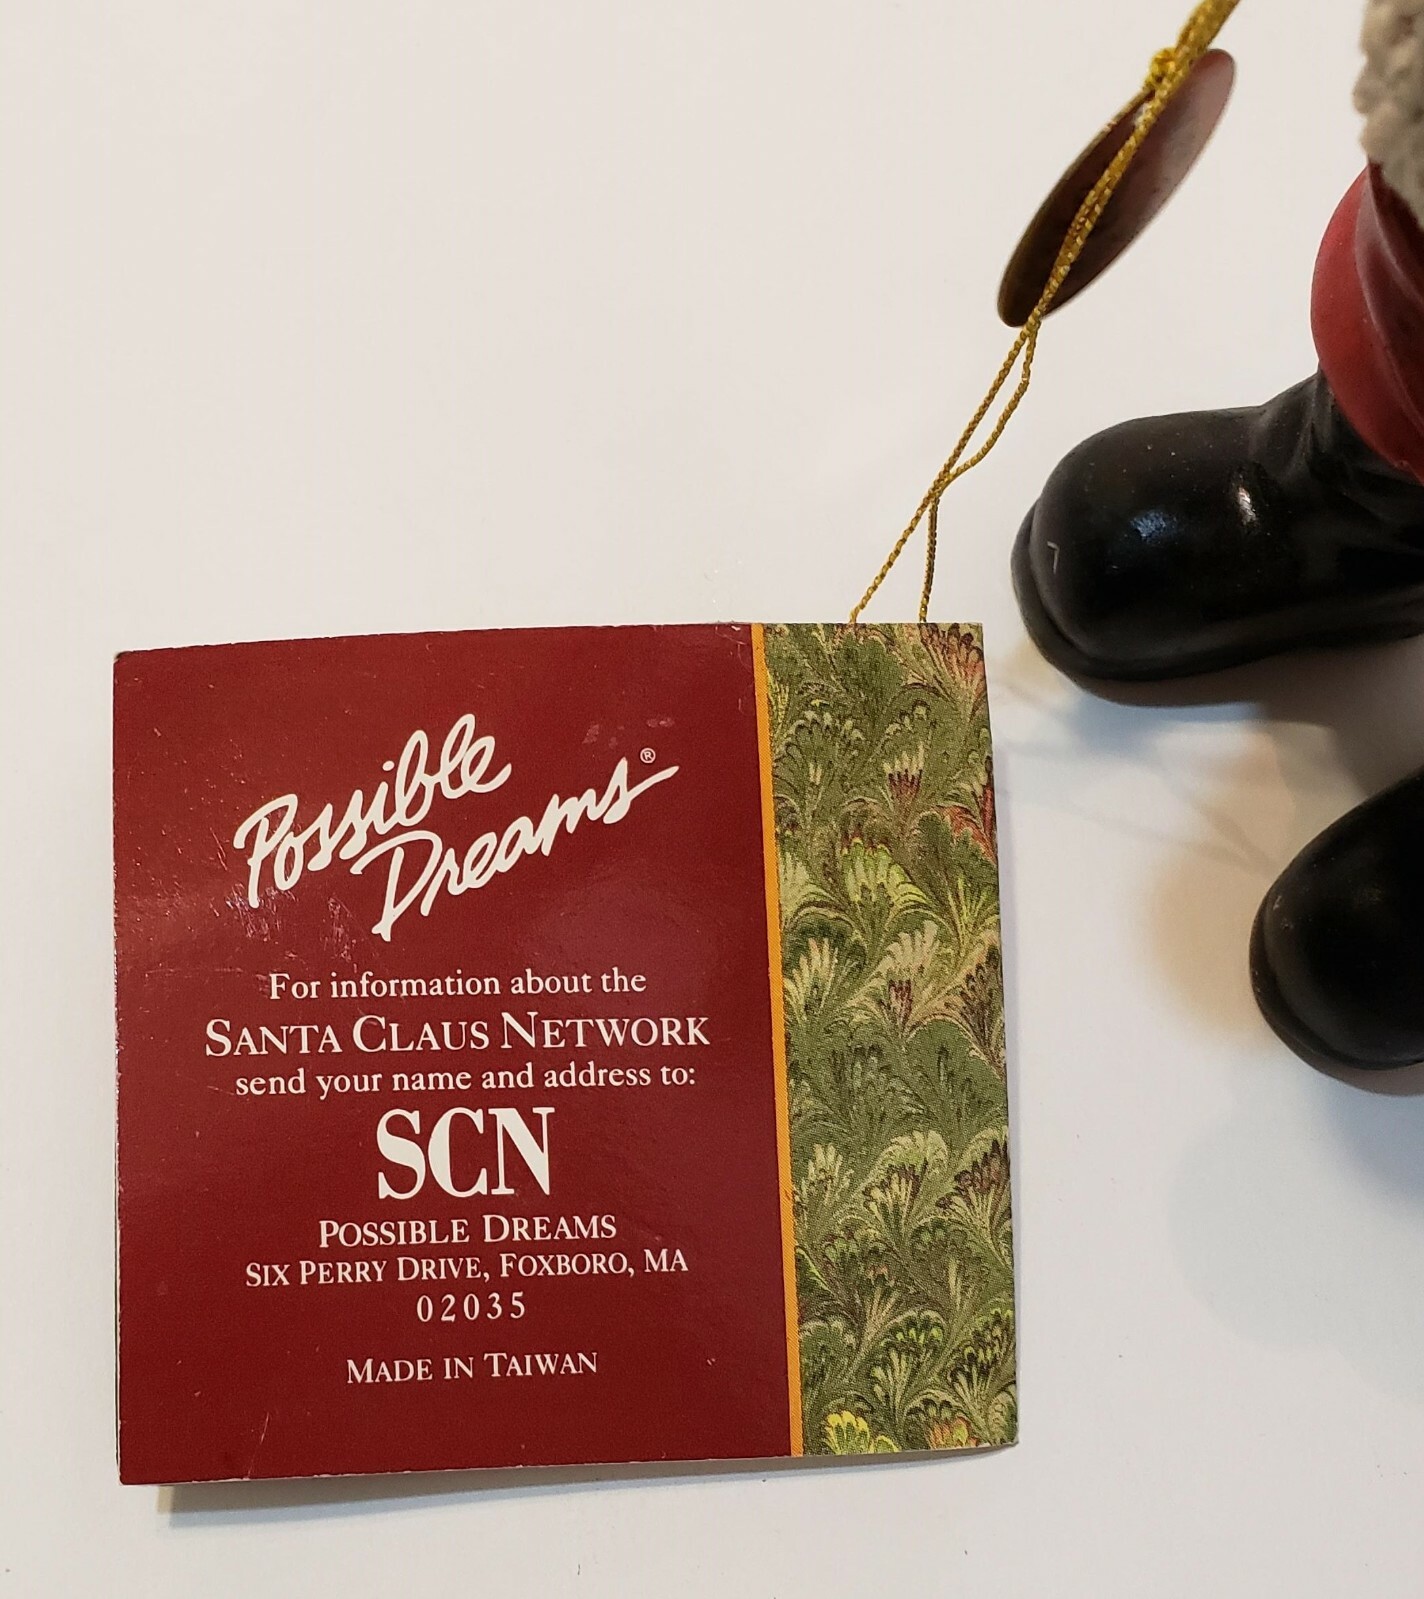 Possible
Dreams®
For information about the
SANTA CLAUS NETWORK
send your name and address to:
SCN
POSSIBLE DREAMS
SIX PERRY DRIVE, FOXBORO, MA
02035
MADE IN TAIWAN